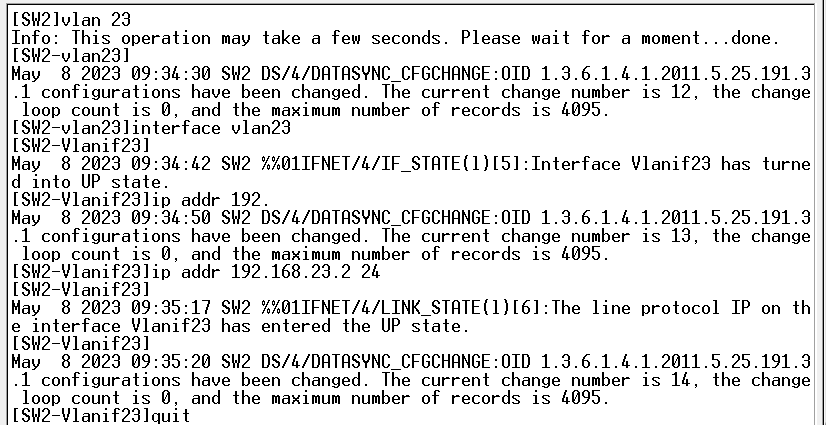 [SW2]vlan 23
Info: This operation may take a few seconds. Please wait for a moment...done.
[SW2-vlan23]
May  8 2023 09:34:30 SW2 DS/4/DATASYNC_CFGCHANGE:OID 1.3.6.1.4.1.2011.5.25.191.3
.1 configurations have been changed. The current change number is 12, the change
 loop count is 0, and the maximum number of records is 4095.
[SW2-vlan23]interface vlan23
[SW2-Vlanif23]
May  8 2023 09:34:42 SW2 %%01IFNET/4/IF_STATE(l)[5]:Interface Vlanif23 has turne
d into UP state.
[SW2-Vlanif23]ip addr 192.
May  8 2023 09:34:50 SW2 DS/4/DATASYNC_CFGCHANGE:OID 1.3.6.1.4.1.2011.5.25.191.3
.1 configurations have been changed. The current change number is 13, the change
 loop count is 0, and the maximum number of records is 4095.
[SW2-Vlanif23]ip addr 192.168.23.2 24
[SW2-Vlanif23]
May  8 2023 09:35:17 SW2 %%01IFNET/4/LINK_STATE(l)[6]:The line protocol IP on th
e interface Vlanif23 has entered the UP state.
[SW2-Vlanif23]
May  8 2023 09:35:20 SW2 DS/4/DATASYNC_CFGCHANGE:OID 1.3.6.1.4.1.2011.5.25.191.3
.1 configurations have been changed. The current change number is 14, the change
 loop count is 0, and the maximum number of records is 4095.
[SW2-Vlanif23]quit